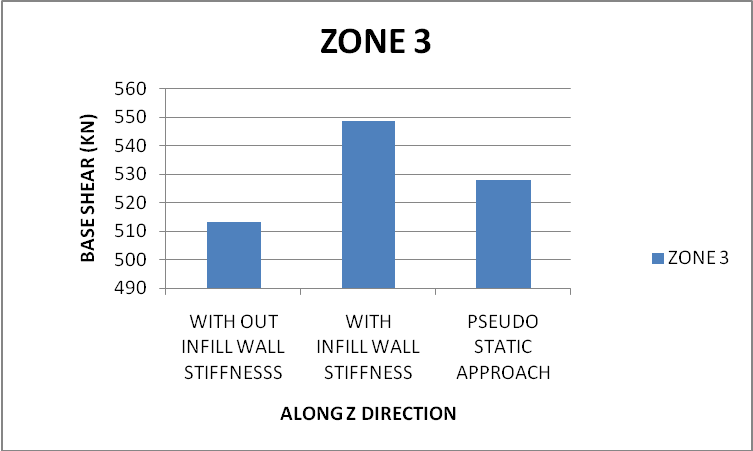 ZONE 3
560
550
540
530
520
510
500
490
BASE SHEAR (KN)
WITH OUT
INFILL WALL
STIFFNESSS
WITH
INFILL WALL
STIFFNESS
PSEUDO
STATIC
APPROACH
ALONG Z DIRECTION
ZONE 3